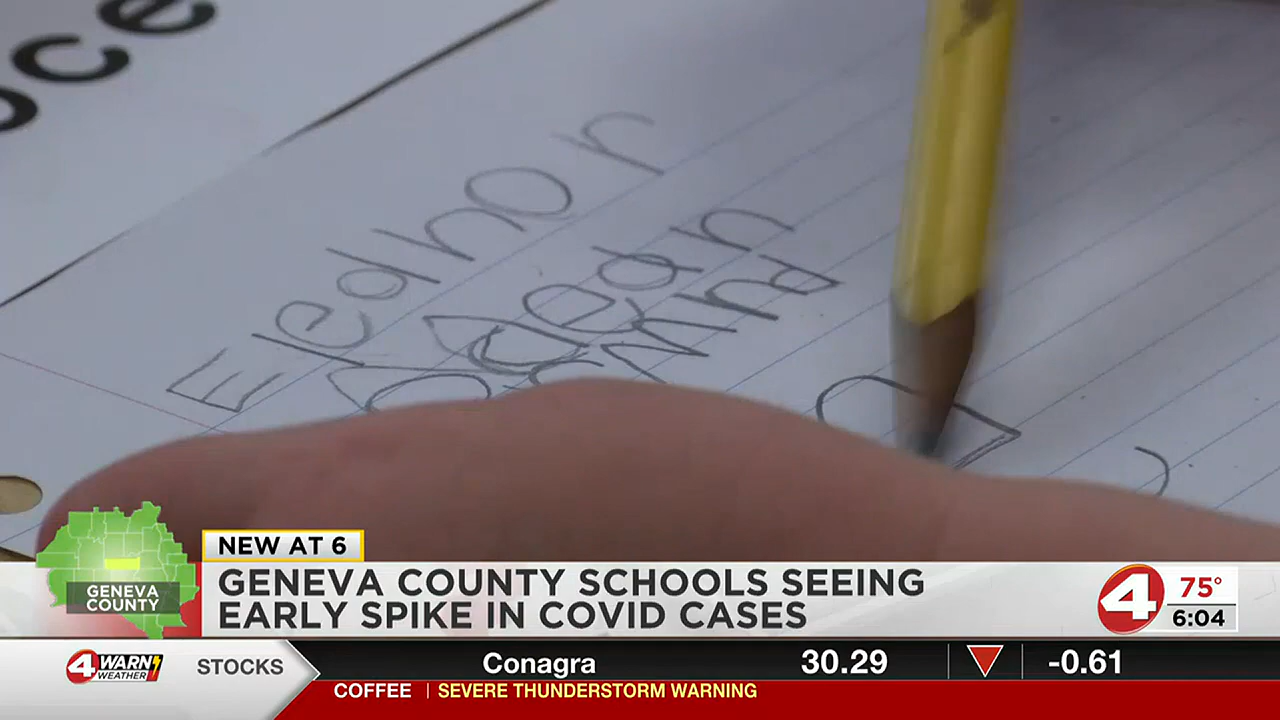 oce
Eleanor
NEW AT 6
GENEVA COUNTY
GENEVA COUNTY SCHOOLS SEEING
EARLY SPIKE IN COVID CASES
4
75°
6:04
4WARN
WEATHER
STOCKS
Conagra
30.29
-0.61
COFFEE
SEVERE THUNDERSTORM WARNING